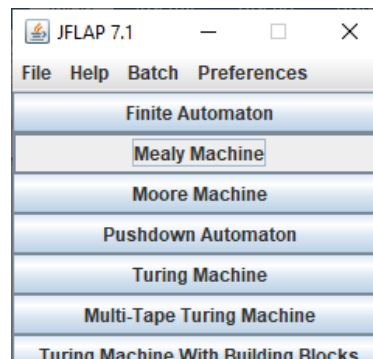 JFLAP 7.1
File Help Batch Preferences
Finite Automaton
Mealy Machine
Moore Machine
Pushdown Automaton
Turing Machine
Multi-Tape Turing Machine
Turing Machine With Building Blocks